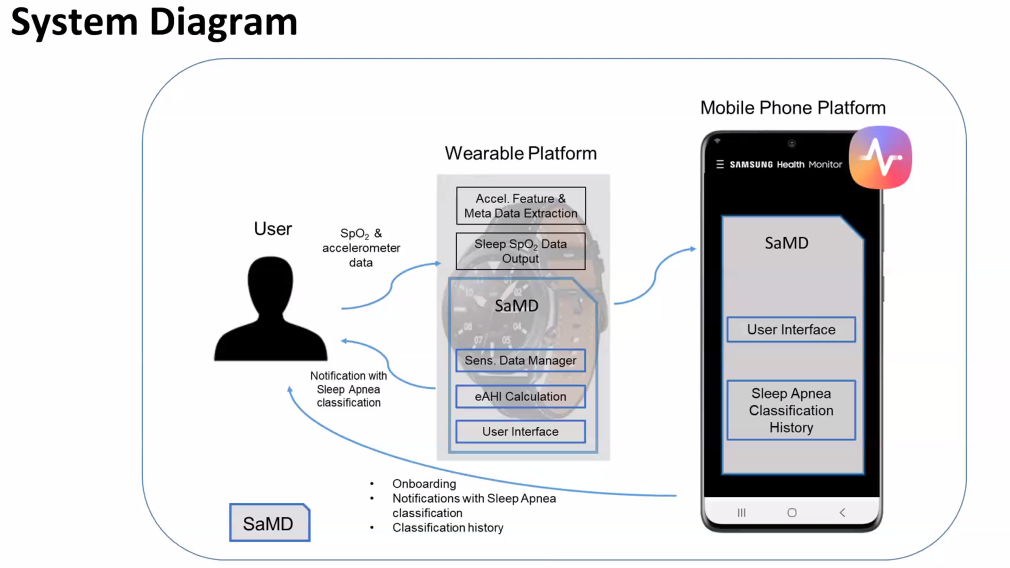 System Diagram
Mobile Phone Platform
Wearable Platform
SAMSUNG Health Monitor
Accel. Feature &
Meta Data Extraction
User
SpO2 &
accelerometer
data
Sleep SpO2 Data
Output
SaMD
SaMD
Sens. Data Manager
eAHI Calculation
User Interface
User Interface
Sleep Apnea
Classification
History
Notification with
Sleep Apnea
classification
• Onboarding
• Notifications with Sleep Apnea
classification
• Classification history
SaMD